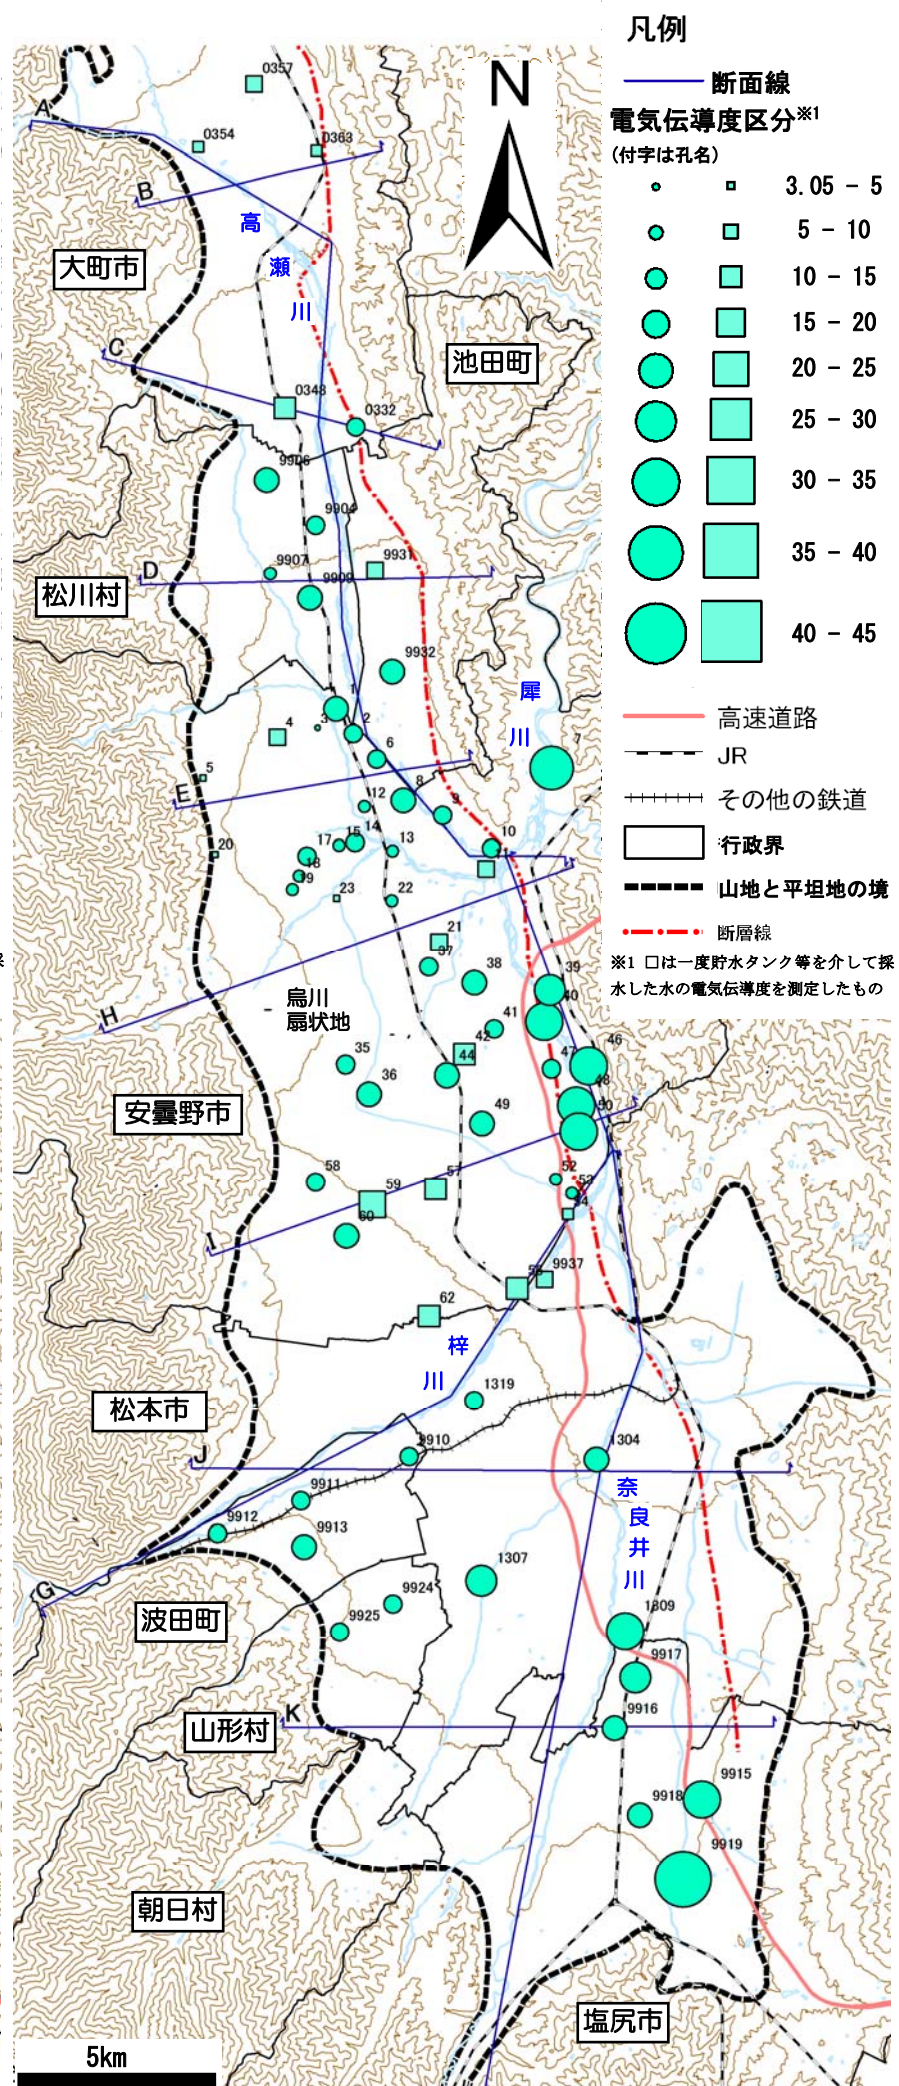 凡例
断面線
電気伝導度区分※1
(付字は孔名)
3.05 - 5
5 - 10
10 - 15
15 - 20
20 - 25
25 - 30
30 - 35
35 - 40
40 - 45
高速道路
JR
その他の鉄道
行政界
山地と平坦地の境
断層線
※1 □は一度貯水タンク等を介して採
水した水の電気伝導度を測定したもの
N
0357
A
0354
0363
B
高
瀬
川
大町市
C
池田町
0348
0332
9906
9904
9907
9931
D
9909
松川村
9932
犀
川
1
2
3
4
5
6
7
E
8
9
12
14
15
17
13
10
11
20
18
19
23
22
21
37
38
39
40
H
烏川
扇状地
41
42
44
47
46
48
35
36
49
50
安曇野市
58
59
57
52
53
54
60
I
55
9937
62
梓
川
松本市
1319
9910
1304
J
奈
良
井
川
9911
9912
9913
1307
G
9924
9925
波田町
1309
9917
9916
K
山形村
9915
9918
9919
朝日村
塩尻市
5km
採